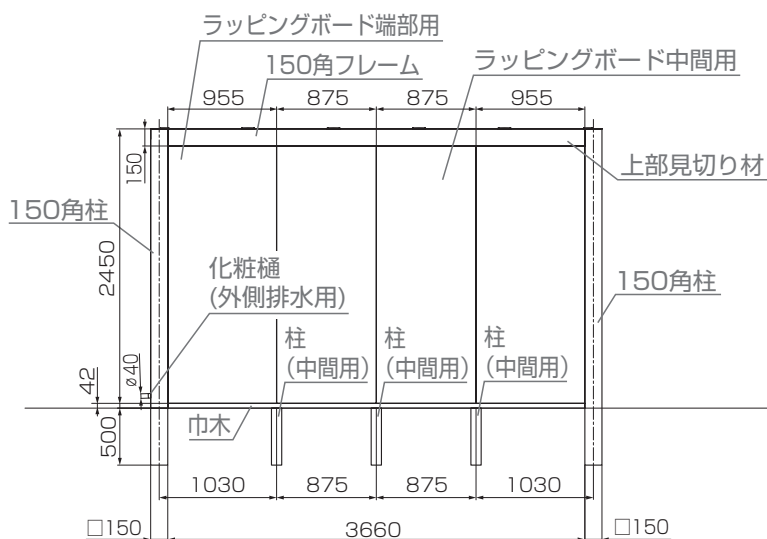 ラッピングボード端部用
150角フレーム
ラッピングボード中間用
955
875
875
955
150
上部見切り材
150角柱
2450
化粧樋
(外側排水用)
150角柱
柱
(中間用)
柱
(中間用)
柱
(中間用)
ø40
42
巾木
500
1030
875
875
1030
□150
3660
□150